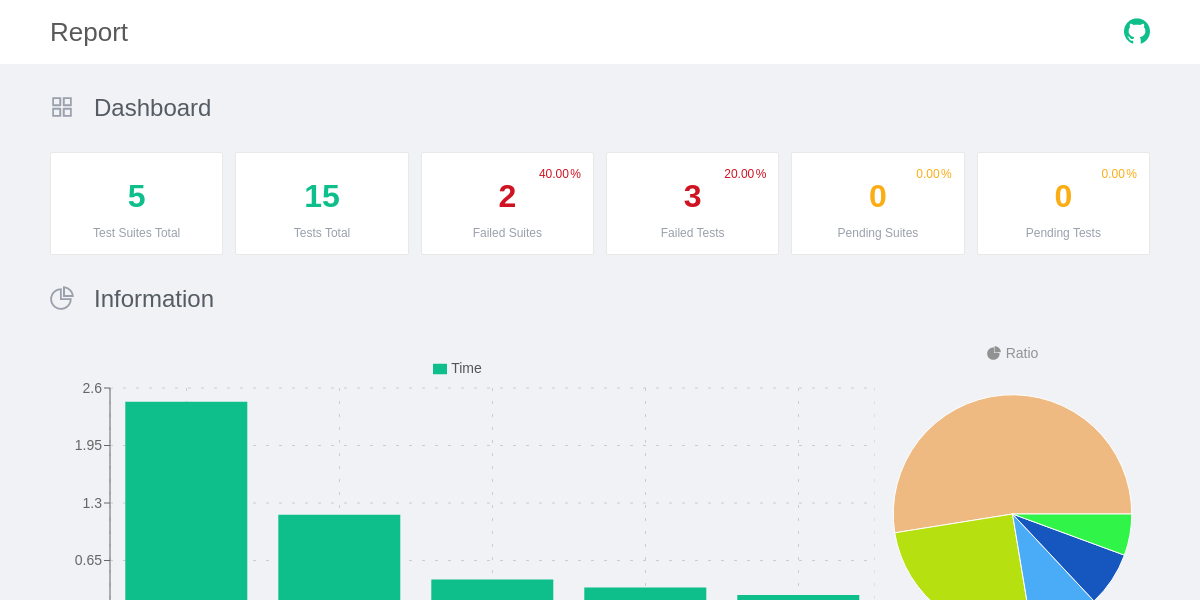 Report
Dashboard
40.00%
20.00%
0.00%
0.00%
5
15
2
3
0
0
Test Suites Total
Tests Total
Failed Suites
Failed Tests
Pending Suites
Pending Tests
Information
Ratio
Time
2.6
1.95
1.3
0.65